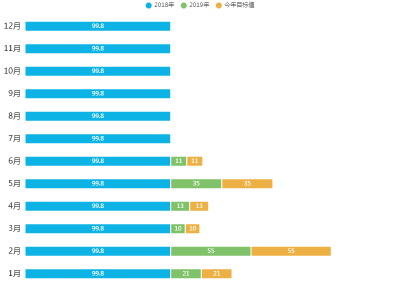 2018年 2019年 今年目标值
12月 99.8
11月 99.8
10月 99.8
9月 99.8
8月 99.8
7月 99.8
6月 99.8 11 11
5月 99.8 35 35
4月 99.8 13 13
3月 99.8 10 10
2月 99.8 55 55
1月 99.8 21 21